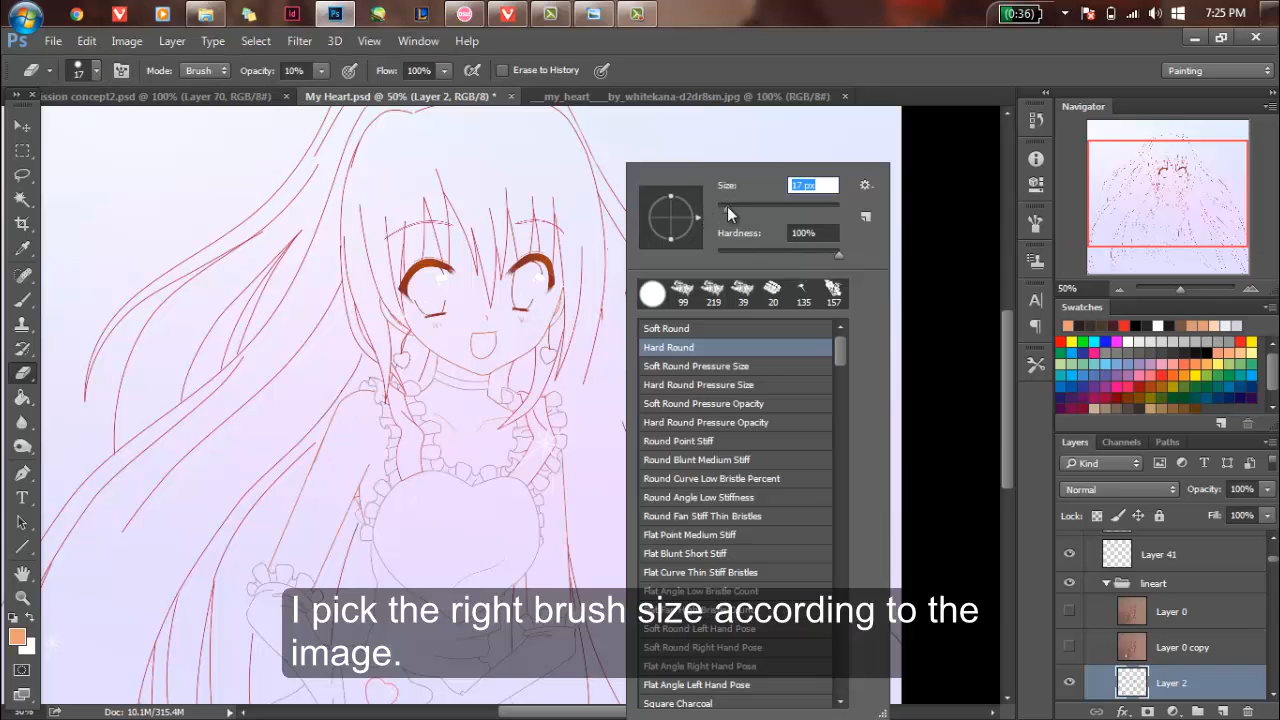 (0:36) 7:25 PM
Ps File Edit Image Layer Type Select Filter 3D View Window Help
17 Mode: Brush Opacity: 10% Flow: 100% Erase to History Painting
ission concept2.psd @ 100% (Layer 70, RGB/8#) × My Heart.psd @ 50% (Layer 2, RGB/8) * × __my_heart___by_whitekana-d2dr8sm.jpg @ 100% (RGB/8#) ×
Navigator
Size: 17 px
Hardness: 100%
50%
99 219 39 20 135 157
Swatches
Soft Round
Hard Round
Soft Round Pressure Size
Hard Round Pressure Size
Soft Round Pressure Opacity
Hard Round Pressure Opacity
Round Point Stiff
Round Blunt Medium Stiff
Round Curve Low Bristle Percent
Round Angle Low Stiffness
Round Fan Stiff Thin Bristles
Flat Point Medium Stiff
Flat Blunt Short Stiff
Flat Curve Thin Stiff Bristles
Flat Angle Low Bristle Count
Soft Round Left Hand Pose
Soft Round Right Hand Pose
Flat Angle Right Hand Pose
Flat Angle Left Hand Pose
Square Charcoal
Layers Channels Paths
Kind
Normal Opacity: 100%
Lock: Fill: 100%
Layer 41
lineart
Layer 0
Layer 0 copy
Layer 2
I pick the right brush size according to the
image.
50% Doc: 10.1M/315.4M